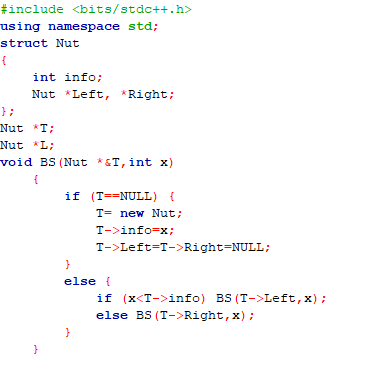 #include <bits/stdc++.h>
using namespace std;
struct Nut
{
    int info;
    Nut *Left, *Right;
};
Nut *T;
Nut *L;
void BS(Nut *&T,int x)
    {
        if (T==NULL) {
            T= new Nut;
            T->info=x;
            T->Left=T->Right=NULL;
        }
        else {
            if (x<T->info) BS(T->Left,x);
            else BS(T->Right,x);
        }
    }